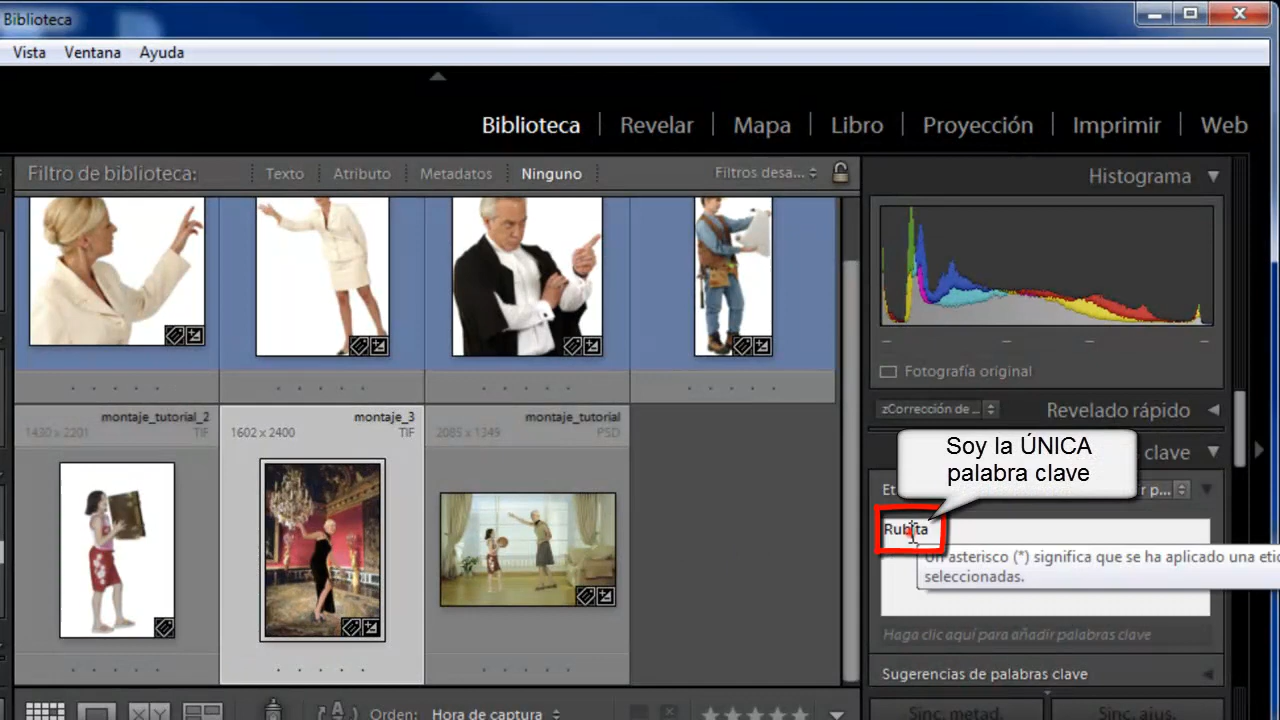 Biblioteca
Vista Ventana Ayuda
Biblioteca Revelar Mapa Libro Proyección Imprimir Web
Filtro de biblioteca: Texto Atributo Metadatos Ninguno Filtros desa...
Histograma
Fotografía original
zCorrección de ... Revelado rápido
clave
Soy la ÚNICA
palabra clave
Et
r p...
Rubita
Un asterisco (*) significa que se ha aplicado una
seleccionadas.
Haga clic aquí para añadir palabras clave
Sugerencias de palabras clave
montaje_tutorial_2
1430 x 2201 TIF
montaje_3
1602 x 2400 TIF
montaje_tutorial
2085 x 1349 PSD
Orden: Hora de captura
Sinc. metad. Sinc. ajus.